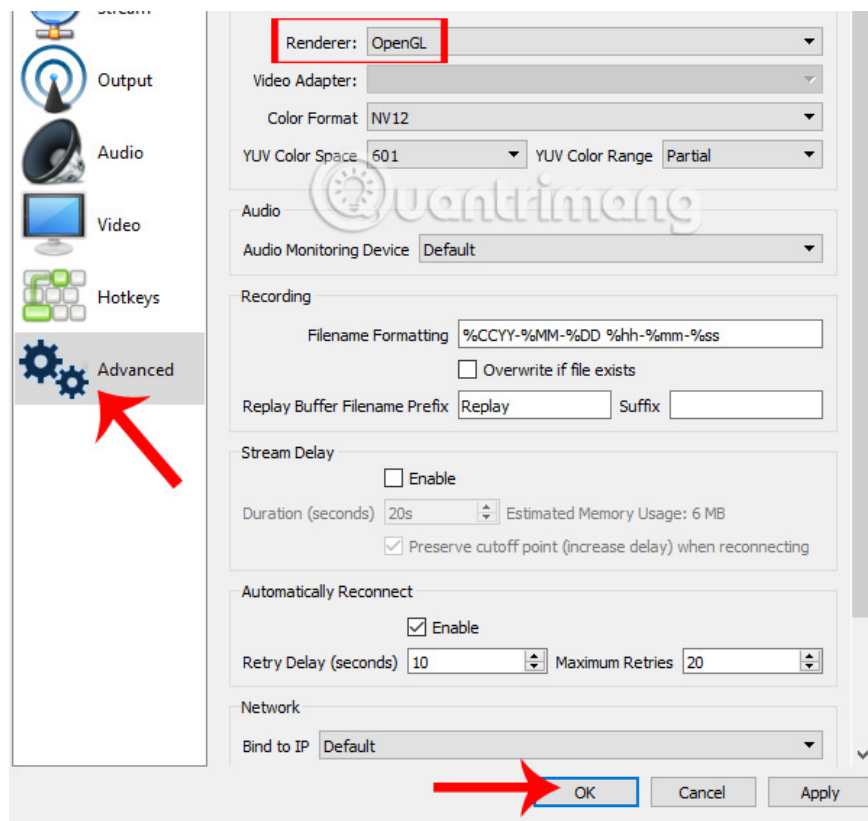 Stream
Renderer: OpenGL
Output
Video Adapter:
Color Format NV12
Audio
YUV Color Space 601 YUV Color Range Partial
Quantrimang
Video
Audio
Audio Monitoring Device Default
Hotkeys
Recording
Filename Formatting %CCYY-%MM-%DD %hh-%mm-%ss
Advanced
Overwrite if file exists
Replay Buffer Filename Prefix Replay Suffix
Stream Delay
Enable
Duration (seconds) 20s Estimated Memory Usage: 6 MB
Preserve cutoff point (increase delay) when reconnecting
Automatically Reconnect
Enable
Retry Delay (seconds) 10 Maximum Retries 20
Network
Bind to IP Default
OK Cancel Apply